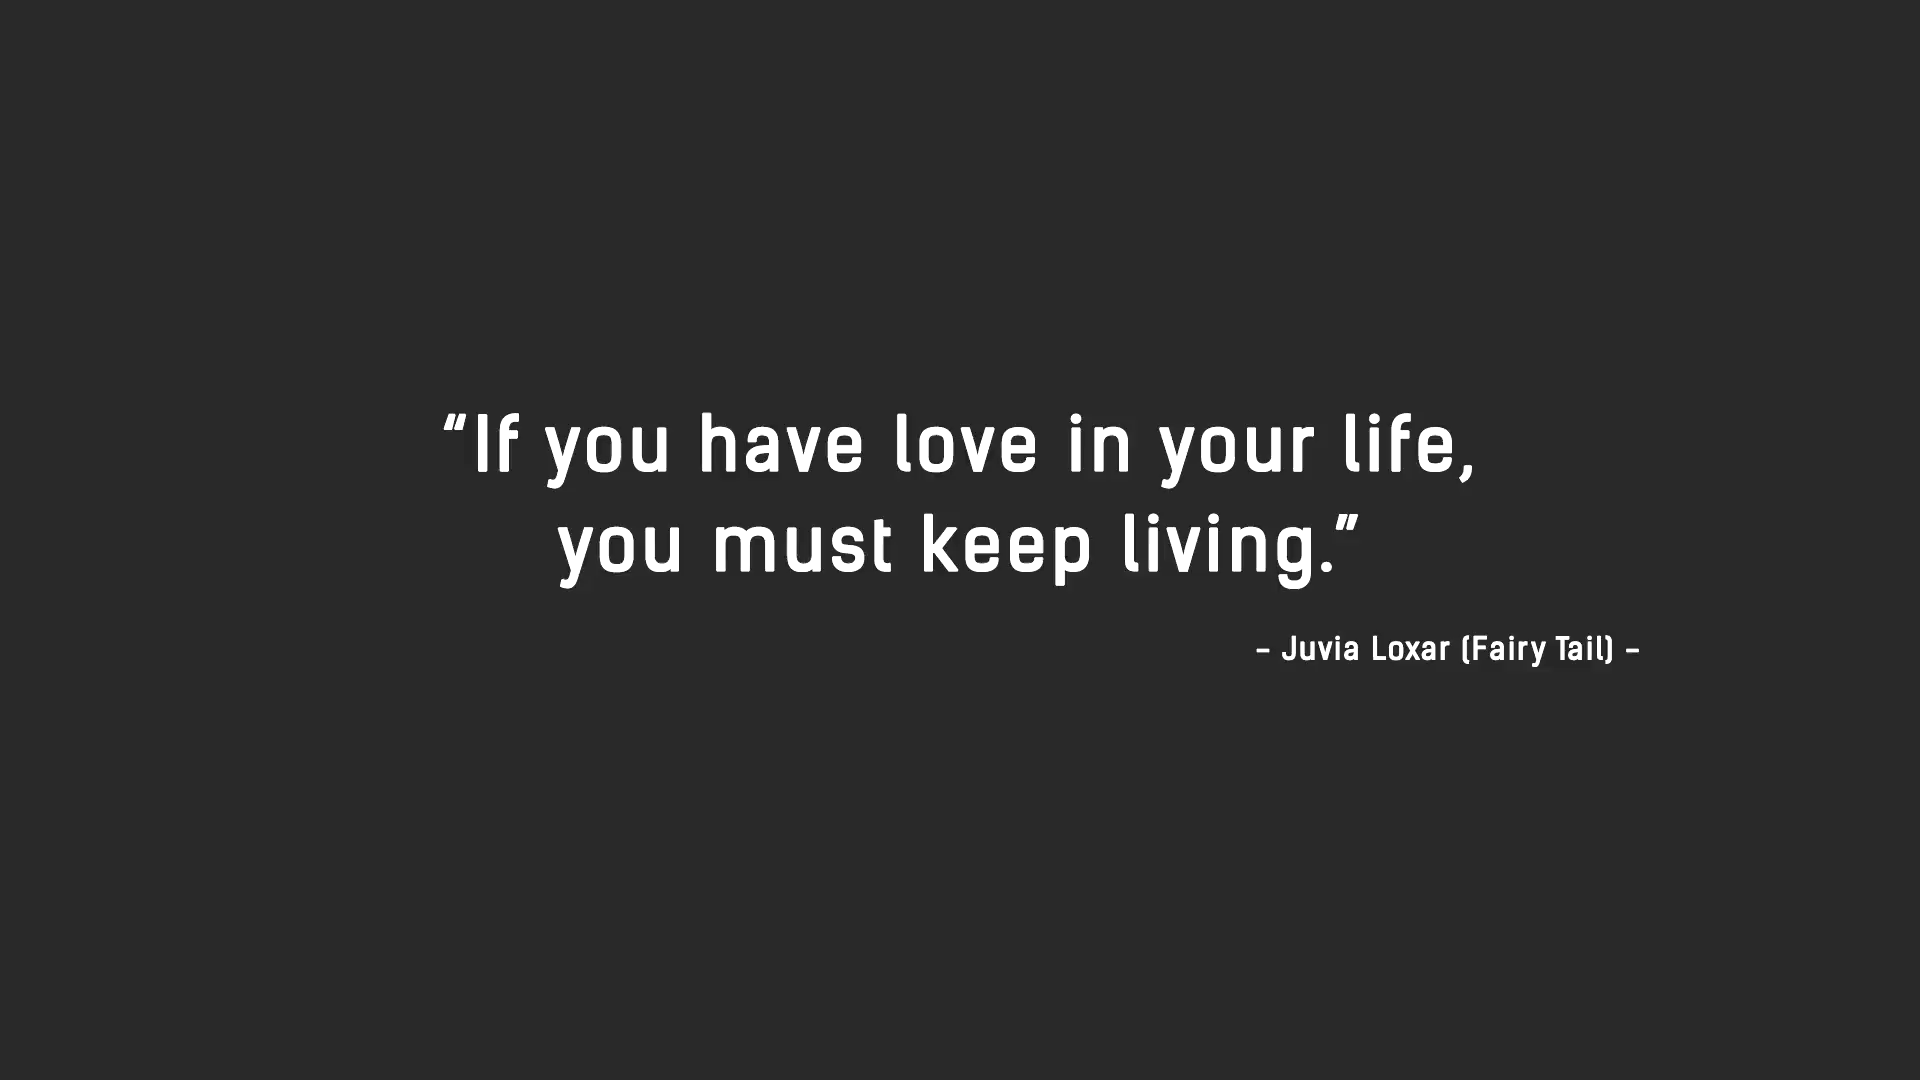 “If you have love in your life,
you must keep living.”
- Juvia Loxar (Fairy Tail) -